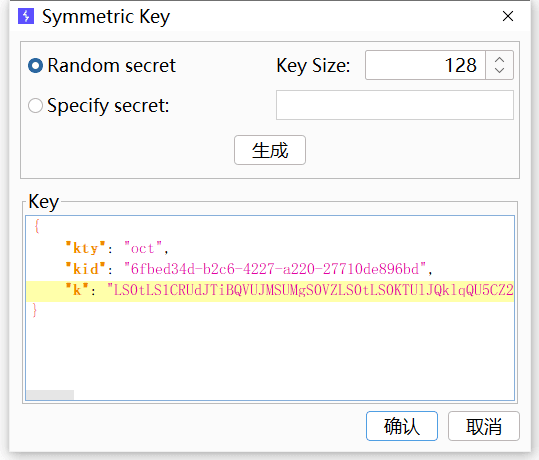 Symmetric Key
Random secret
Key Size: 128
Specify secret:
生成
Key
{
"kty": "oct",
"kid": "6fbed34d-b2c6-4227-a220-27710de896bd",
"k": "LS0tLS1CRUdJTiBQVUJMSUMgS0VZLS0tLS0KTUlJQklqQU5CZ2
}
确认
取消